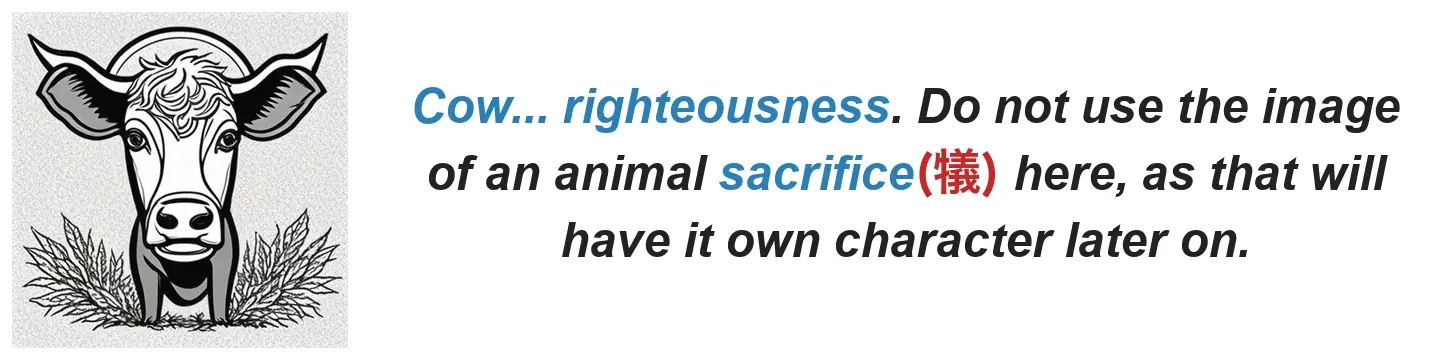 Cow... righteousness. Do not use the image
of an animal sacrifice(犠) here, as that will
have it own character later on.